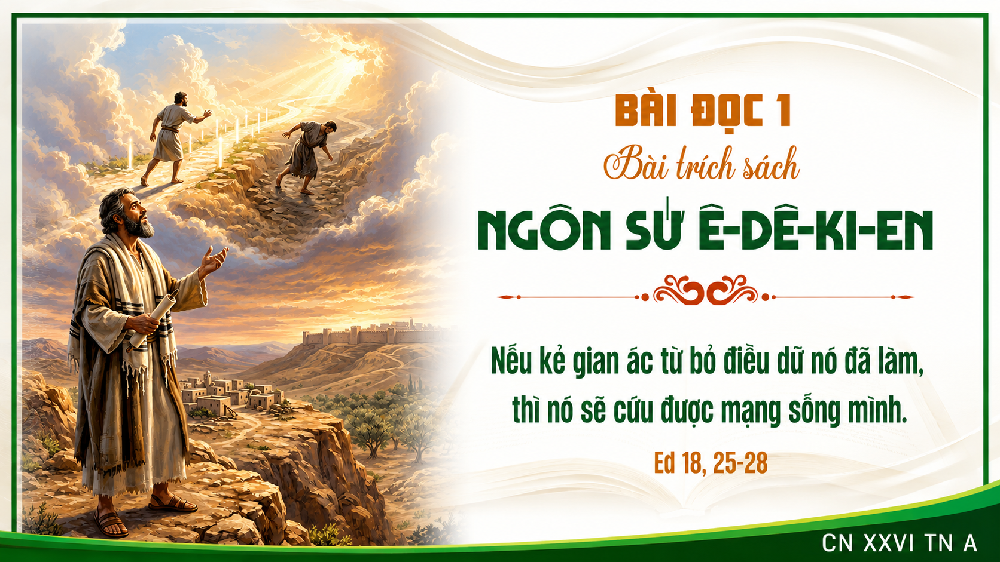 BÀI ĐỌC 1
Bài trích sách
NGÔN SỨ Ê-DÊ-KI-EN
Nếu kẻ gian ác từ bỏ điều dữ nó đã làm,
thì nó sẽ cứu được mạng sống mình.
Ed 18, 25-28
CN XXVI TN A